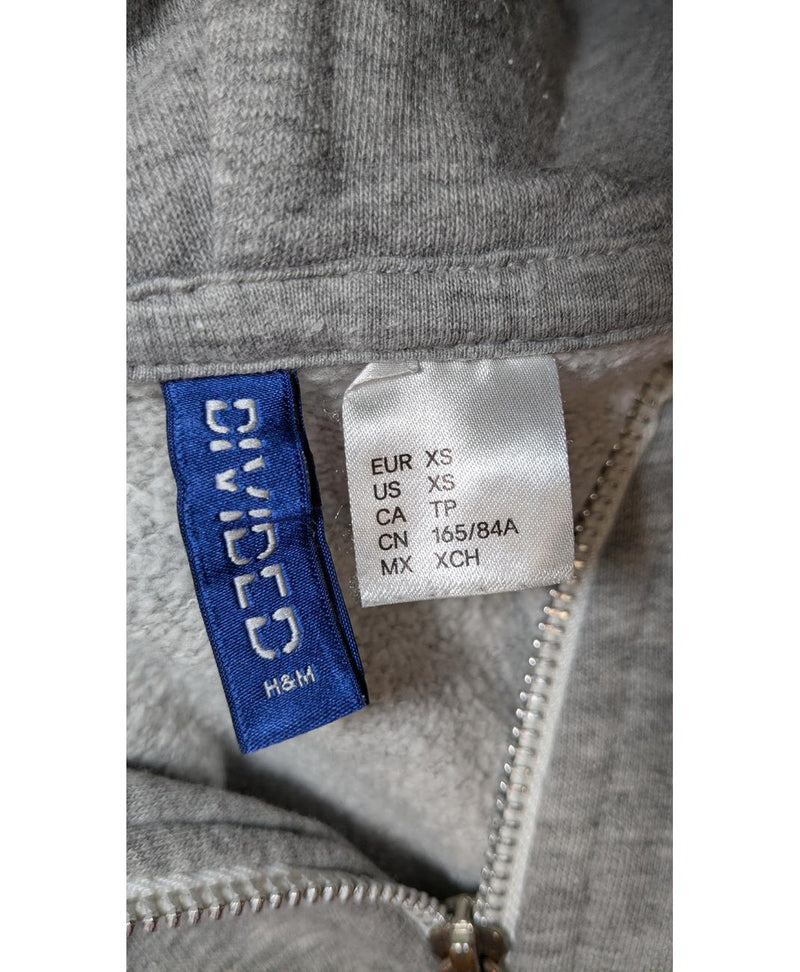 DIVIDED
H&M
EUR XS
US XS
CA TP
CN 165/84A
MX XCH